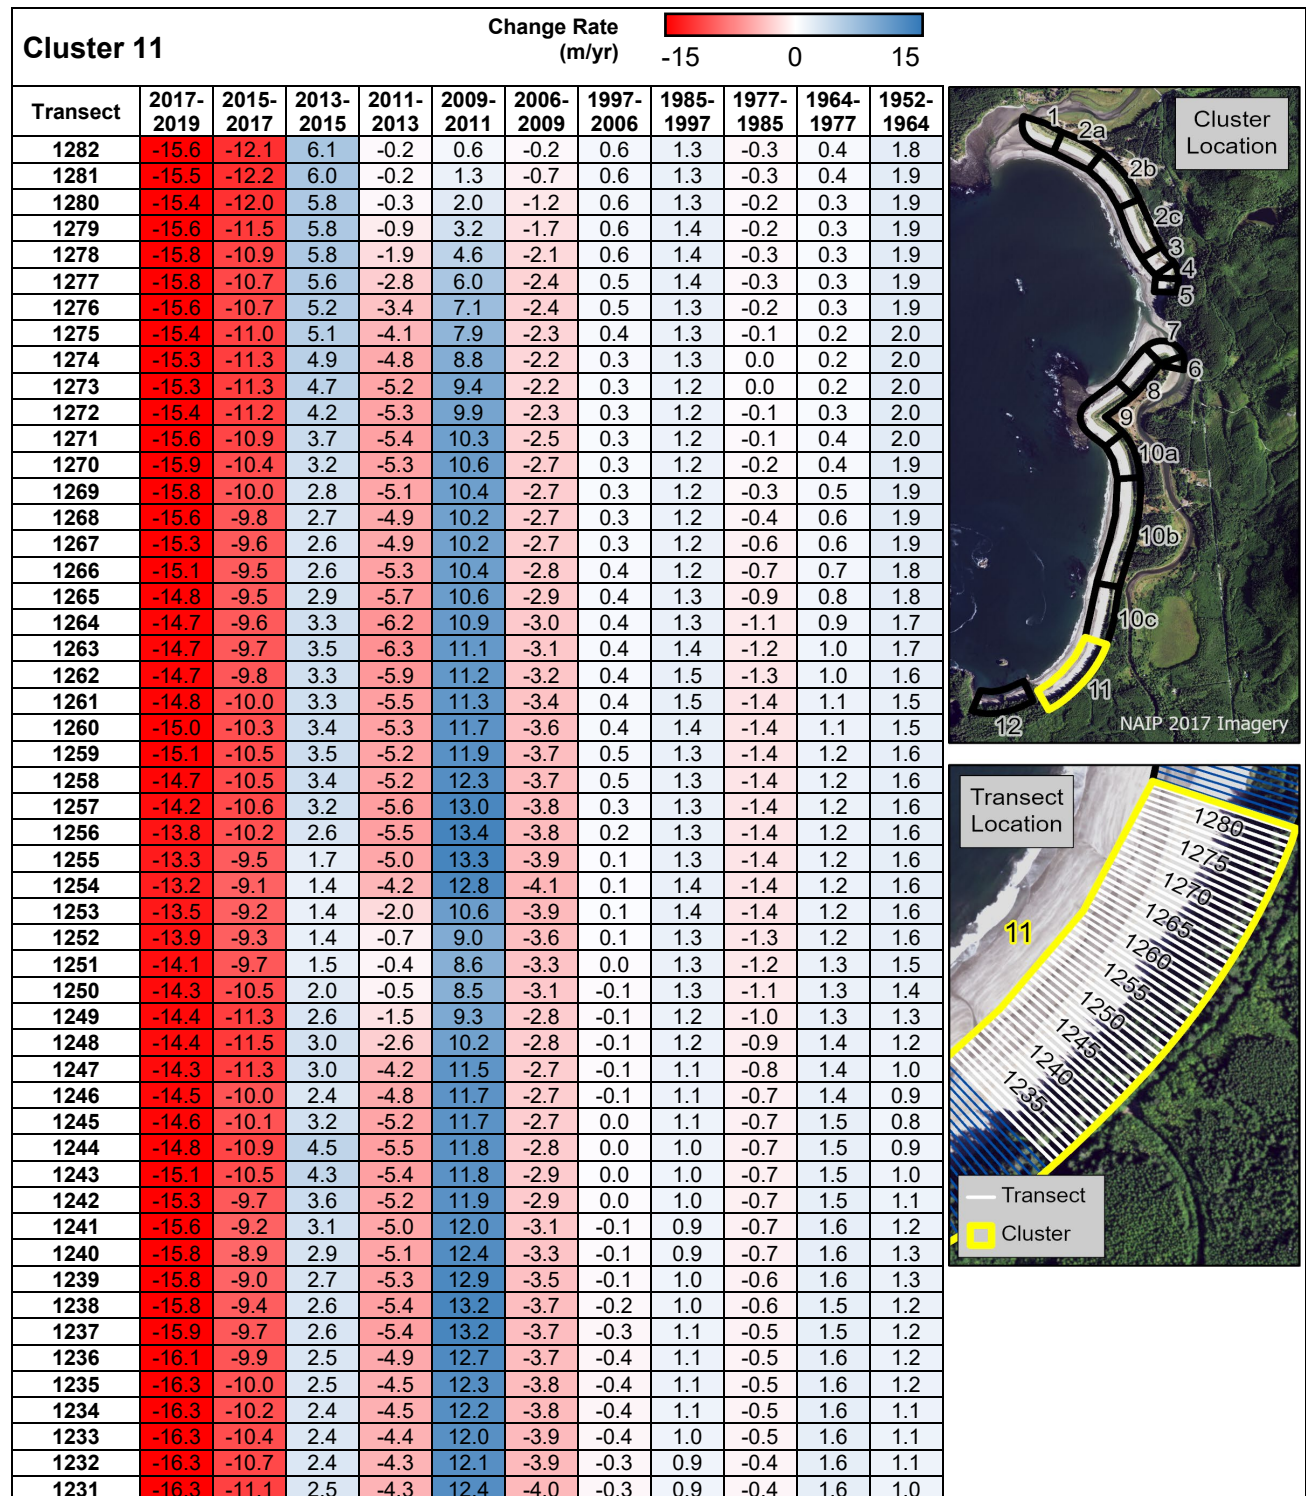 Cluster 11
Change Rate
(m/yr)
-15 0 15
Transect 2017-2019 2015-2017 2013-2015 2011-2013 2009-2011 2006-2009 1997-2006 1985-1997 1977-1985 1964-1977 1952-1964
1282 -15.6 -12.1 6.1 -0.2 0.6 -0.2 0.6 1.3 -0.3 0.4 1.8
1281 -15.5 -12.2 6.0 -0.2 1.3 -0.7 0.6 1.3 -0.3 0.4 1.9
1280 -15.4 -12.0 5.8 -0.3 2.0 -1.2 0.6 1.3 -0.2 0.3 1.9
1279 -15.6 -11.5 5.8 -0.9 3.2 -1.7 0.6 1.4 -0.2 0.3 1.9
1278 -15.8 -10.9 5.8 -1.9 4.6 -2.1 0.6 1.4 -0.3 0.3 1.9
1277 -15.8 -10.7 5.6 -2.8 6.0 -2.4 0.5 1.4 -0.3 0.3 1.9
1276 -15.6 -10.7 5.2 -3.4 7.1 -2.4 0.5 1.3 -0.2 0.3 1.9
1275 -15.4 -11.0 5.1 -4.1 7.9 -2.3 0.4 1.3 -0.1 0.2 2.0
1274 -15.3 -11.3 4.9 -4.8 8.8 -2.2 0.3 1.3 0.0 0.2 2.0
1273 -15.3 -11.3 4.7 -5.2 9.4 -2.2 0.3 1.2 0.0 0.2 2.0
1272 -15.4 -11.2 4.2 -5.3 9.9 -2.3 0.3 1.2 -0.1 0.3 2.0
1271 -15.6 -10.9 3.7 -5.4 10.3 -2.5 0.3 1.2 -0.1 0.4 2.0
1270 -15.9 -10.4 3.2 -5.3 10.6 -2.7 0.3 1.2 -0.2 0.4 1.9
1269 -15.8 -10.0 2.8 -5.1 10.4 -2.7 0.3 1.2 -0.3 0.5 1.9
1268 -15.6 -9.8 2.7 -4.9 10.2 -2.7 0.3 1.2 -0.4 0.6 1.9
1267 -15.3 -9.6 2.6 -4.9 10.2 -2.7 0.3 1.2 -0.6 0.6 1.9
1266 -15.1 -9.5 2.6 -5.3 10.4 -2.8 0.4 1.2 -0.7 0.7 1.8
1265 -14.8 -9.5 2.9 -5.7 10.6 -2.9 0.4 1.3 -0.9 0.8 1.8
1264 -14.7 -9.6 3.3 -6.2 10.9 -3.0 0.4 1.3 -1.1 0.9 1.7
1263 -14.7 -9.7 3.5 -6.3 11.1 -3.1 0.4 1.4 -1.2 1.0 1.7
1262 -14.7 -9.8 3.3 -5.9 11.2 -3.2 0.4 1.5 -1.3 1.0 1.6
1261 -14.8 -10.0 3.3 -5.5 11.3 -3.4 0.4 1.5 -1.4 1.1 1.5
1260 -15.0 -10.3 3.4 -5.3 11.7 -3.6 0.4 1.4 -1.4 1.1 1.5
1259 -15.1 -10.5 3.5 -5.2 11.9 -3.7 0.5 1.3 -1.4 1.2 1.6
1258 -14.7 -10.5 3.4 -5.2 12.3 -3.7 0.5 1.3 -1.4 1.2 1.6
1257 -14.2 -10.6 3.2 -5.6 13.0 -3.8 0.3 1.3 -1.4 1.2 1.6
1256 -13.8 -10.2 2.6 -5.5 13.4 -3.8 0.2 1.3 -1.4 1.2 1.6
1255 -13.3 -9.5 1.7 -5.0 13.3 -3.9 0.1 1.3 -1.4 1.2 1.6
1254 -13.2 -9.1 1.4 -4.2 12.8 -4.1 0.1 1.4 -1.4 1.2 1.6
1253 -13.5 -9.2 1.4 -2.0 10.6 -3.9 0.1 1.4 -1.4 1.2 1.6
1252 -13.9 -9.3 1.4 -0.7 9.0 -3.6 0.1 1.3 -1.3 1.2 1.6
1251 -14.1 -9.7 1.5 -0.4 8.6 -3.3 0.0 1.3 -1.2 1.3 1.5
1250 -14.3 -10.5 2.0 -0.5 8.5 -3.1 -0.1 1.3 -1.1 1.3 1.4
1249 -14.4 -11.3 2.6 -1.5 9.3 -2.8 -0.1 1.2 -1.0 1.3 1.3
1248 -14.4 -11.5 3.0 -2.6 10.2 -2.8 -0.1 1.2 -0.9 1.4 1.2
1247 -14.3 -11.3 3.0 -4.2 11.5 -2.7 -0.1 1.1 -0.8 1.4 1.0
1246 -14.5 -10.0 2.4 -4.8 11.7 -2.7 -0.1 1.1 -0.7 1.4 0.9
1245 -14.6 -10.1 3.2 -5.2 11.7 -2.7 0.0 1.1 -0.7 1.5 0.8
1244 -14.8 -10.9 4.5 -5.5 11.8 -2.8 0.0 1.0 -0.7 1.5 0.9
1243 -15.1 -10.5 4.3 -5.4 11.8 -2.9 0.0 1.0 -0.7 1.5 1.0
1242 -15.3 -9.7 3.6 -5.2 11.9 -2.9 0.0 1.0 -0.7 1.5 1.1
1241 -15.6 -9.2 3.1 -5.0 12.0 -3.1 -0.1 0.9 -0.7 1.6 1.2
1240 -15.8 -8.9 2.9 -5.1 12.4 -3.3 -0.1 0.9 -0.7 1.6 1.3
1239 -15.8 -9.0 2.7 -5.3 12.9 -3.5 -0.1 1.0 -0.6 1.6 1.3
1238 -15.8 -9.4 2.6 -5.4 13.2 -3.7 -0.2 1.0 -0.6 1.5 1.2
1237 -15.9 -9.7 2.6 -5.4 13.2 -3.7 -0.3 1.1 -0.5 1.5 1.2
1236 -16.1 -9.9 2.5 -4.9 12.7 -3.7 -0.4 1.1 -0.5 1.6 1.2
1235 -16.3 -10.0 2.5 -4.5 12.3 -3.8 -0.4 1.1 -0.5 1.6 1.2
1234 -16.3 -10.2 2.4 -4.5 12.2 -3.8 -0.4 1.1 -0.5 1.6 1.1
1233 -16.3 -10.4 2.4 -4.4 12.0 -3.9 -0.4 1.0 -0.5 1.6 1.1
1232 -16.3 -10.7 2.4 -4.3 12.1 -3.9 -0.3 0.9 -0.4 1.6 1.1
1231 -16.3 -11.1 2.5 -4.3 12.4 -4.0 -0.3 0.9 -0.4 1.6 1.0
Cluster
Location
1
2a
2b
2c
3
4
5
7
6
8
9
10a
10b
10c
11
12
NAIP 2017 Imagery
Transect
Location
1280
1275
1270
1265
1260
1255
1250
1245
1240
1235
11
Transect
Cluster